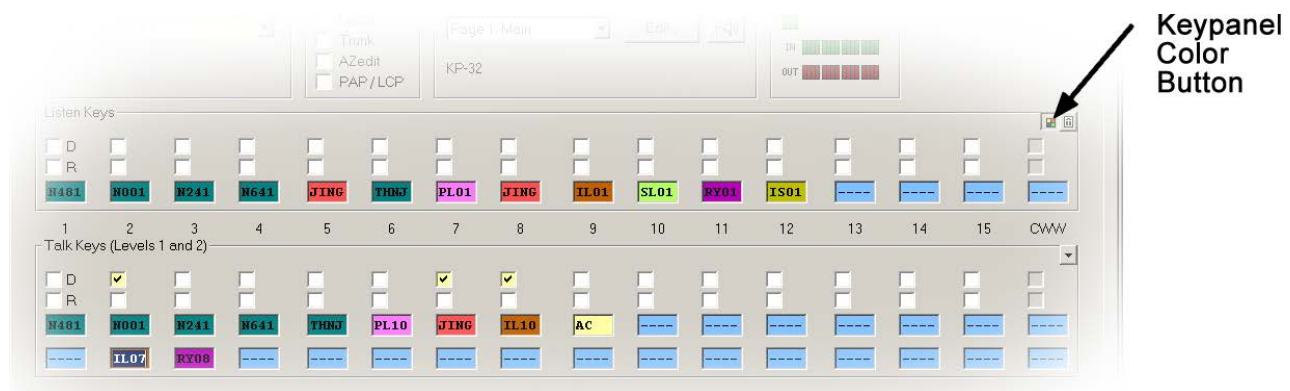 Keypanel
Color
Button
Trunk
AZedit
PAP / LCP
Page 1: Main
Edit...
KP-32
IN
OUT
Listen Keys
D
R
N481 N001 N241 N641 JING THNJ PL01 JING IL01 SL01 RY01 IS01 ---- ---- ---- ----
1 2 3 4 5 6 7 8 9 10 11 12 13 14 15 CWW
Talk Keys (Levels 1 and 2)
D
R
N481 N001 N241 N641 THNJ PL10 JING IL10 AC ---- ---- ---- ---- ---- ---- ----
---- IL07 RY08 ---- ---- ---- ---- ---- ---- ---- ---- ---- ---- ---- ---- ----